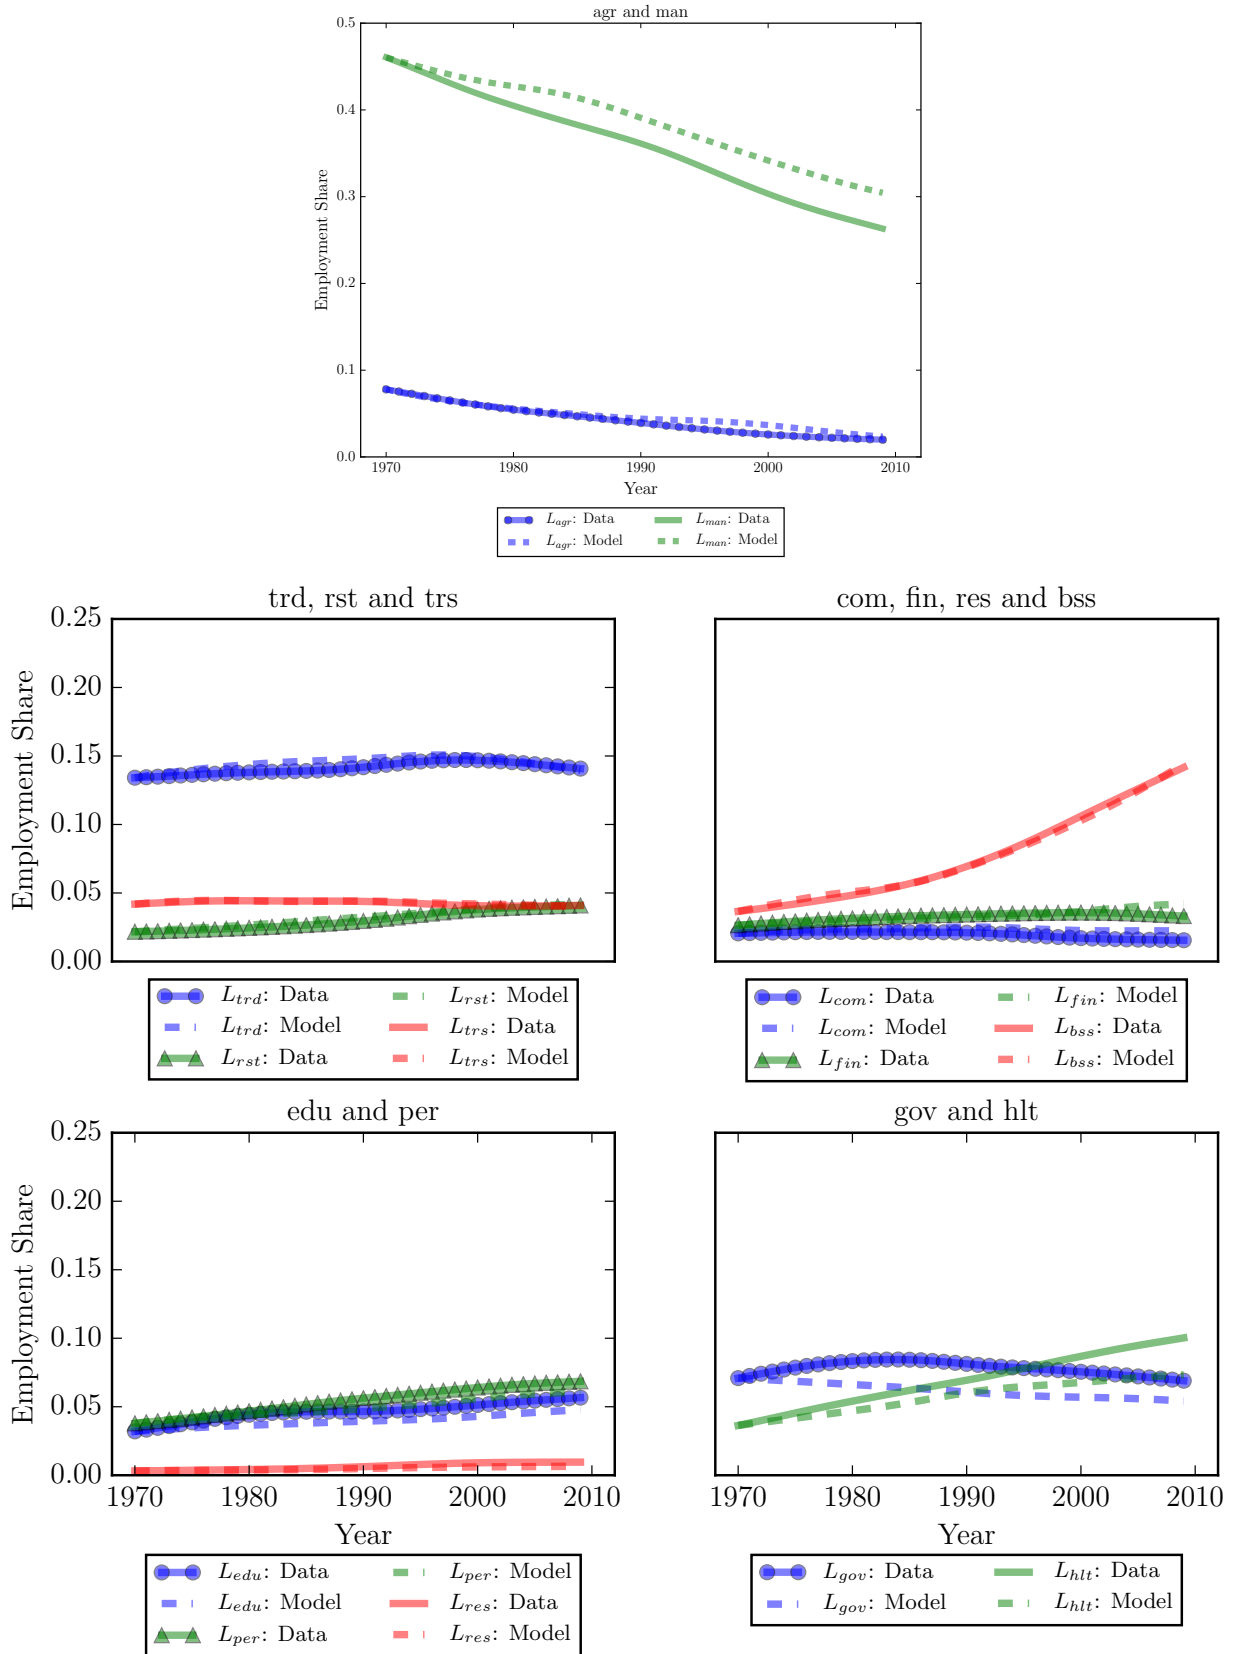 agr and man
0.5
0.4
0.3
0.2
0.1
0.0
Employment Share
1970 1980 1990 2000 2010
Year
L_agr: Data L_man: Data
L_agr: Model L_man: Model
trd, rst and trs
0.25
0.20
0.15
0.10
0.05
0.00
Employment Share
L_trd: Data L_rst: Model
L_trd: Model L_trs: Data
L_rst: Data L_trs: Model
com, fin, res and bss
L_com: Data L_fin: Model
L_com: Model L_bss: Data
L_fin: Data L_bss: Model
edu and per
0.25
0.20
0.15
0.10
0.05
0.00
Employment Share
1970 1980 1990 2000 2010
Year
L_edu: Data L_per: Model
L_edu: Model L_res: Data
L_per: Data L_res: Model
gov and hlt
1970 1980 1990 2000 2010
Year
L_gov: Data L_hlt: Data
L_gov: Model L_hlt: Model